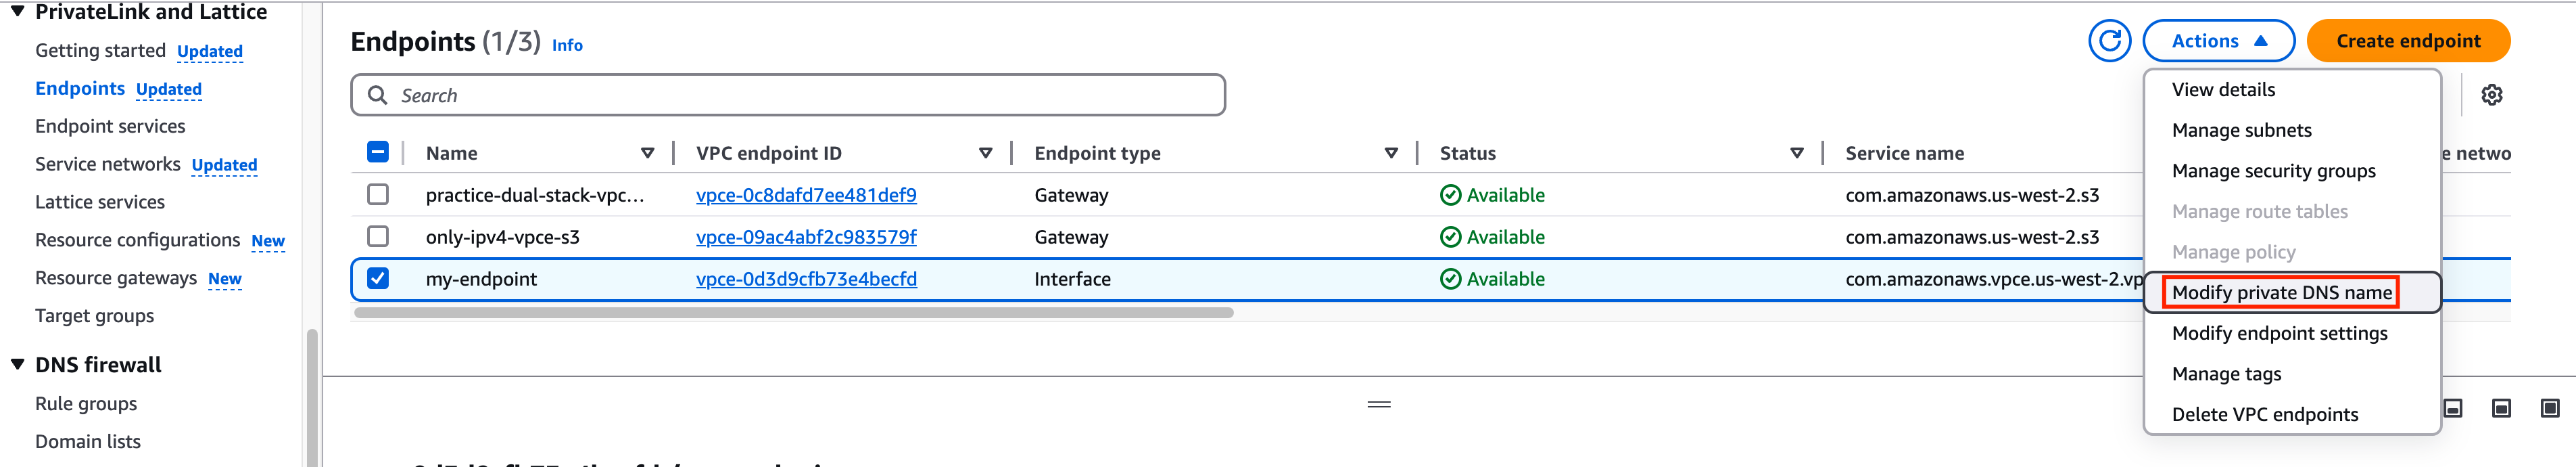 PrivateLink and Lattice
Getting started Updated
Endpoints Updated
Endpoint services
Service networks Updated
Lattice services
Resource configurations New
Resource gateways New
Target groups
DNS firewall
Rule groups
Domain lists
Endpoints (1/3) Info
Actions
Create endpoint
Search
Name VPC endpoint ID Endpoint type Status Service name e netwo
practice-dual-stack-vpc... vpce-0c8dafd7ee481def9 Gateway Available com.amazonaws.us-west-2.s3
only-ipv4-vpce-s3 vpce-09ac4abf2c983579f Gateway Available com.amazonaws.us-west-2.s3
my-endpoint vpce-0d3d9cfb73e4becfd Interface Available com.amazonaws.vpce.us-west-2.vp
View details
Manage subnets
Manage security groups
Manage route tables
Manage policy
Modify private DNS name
Modify endpoint settings
Manage tags
Delete VPC endpoints